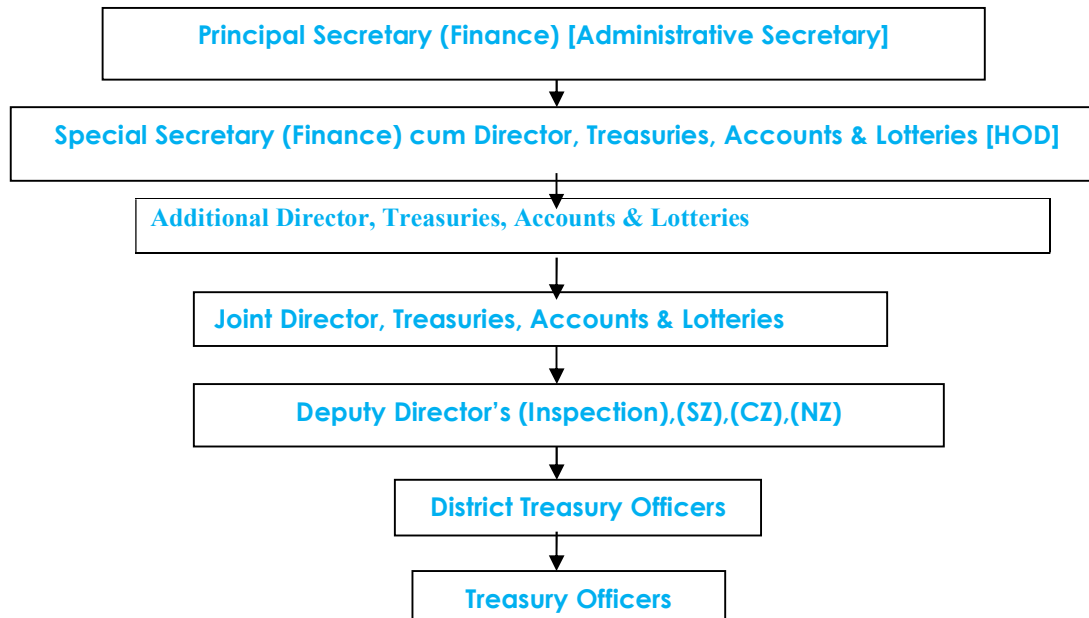 Principal Secretary (Finance) [Administrative Secretary]
Special Secretary (Finance) cum Director, Treasuries, Accounts & Lotteries [HOD]
Additional Director, Treasuries, Accounts & Lotteries
Joint Director, Treasuries, Accounts & Lotteries
Deputy Director’s (Inspection),(SZ),(CZ),(NZ)
District Treasury Officers
Treasury Officers